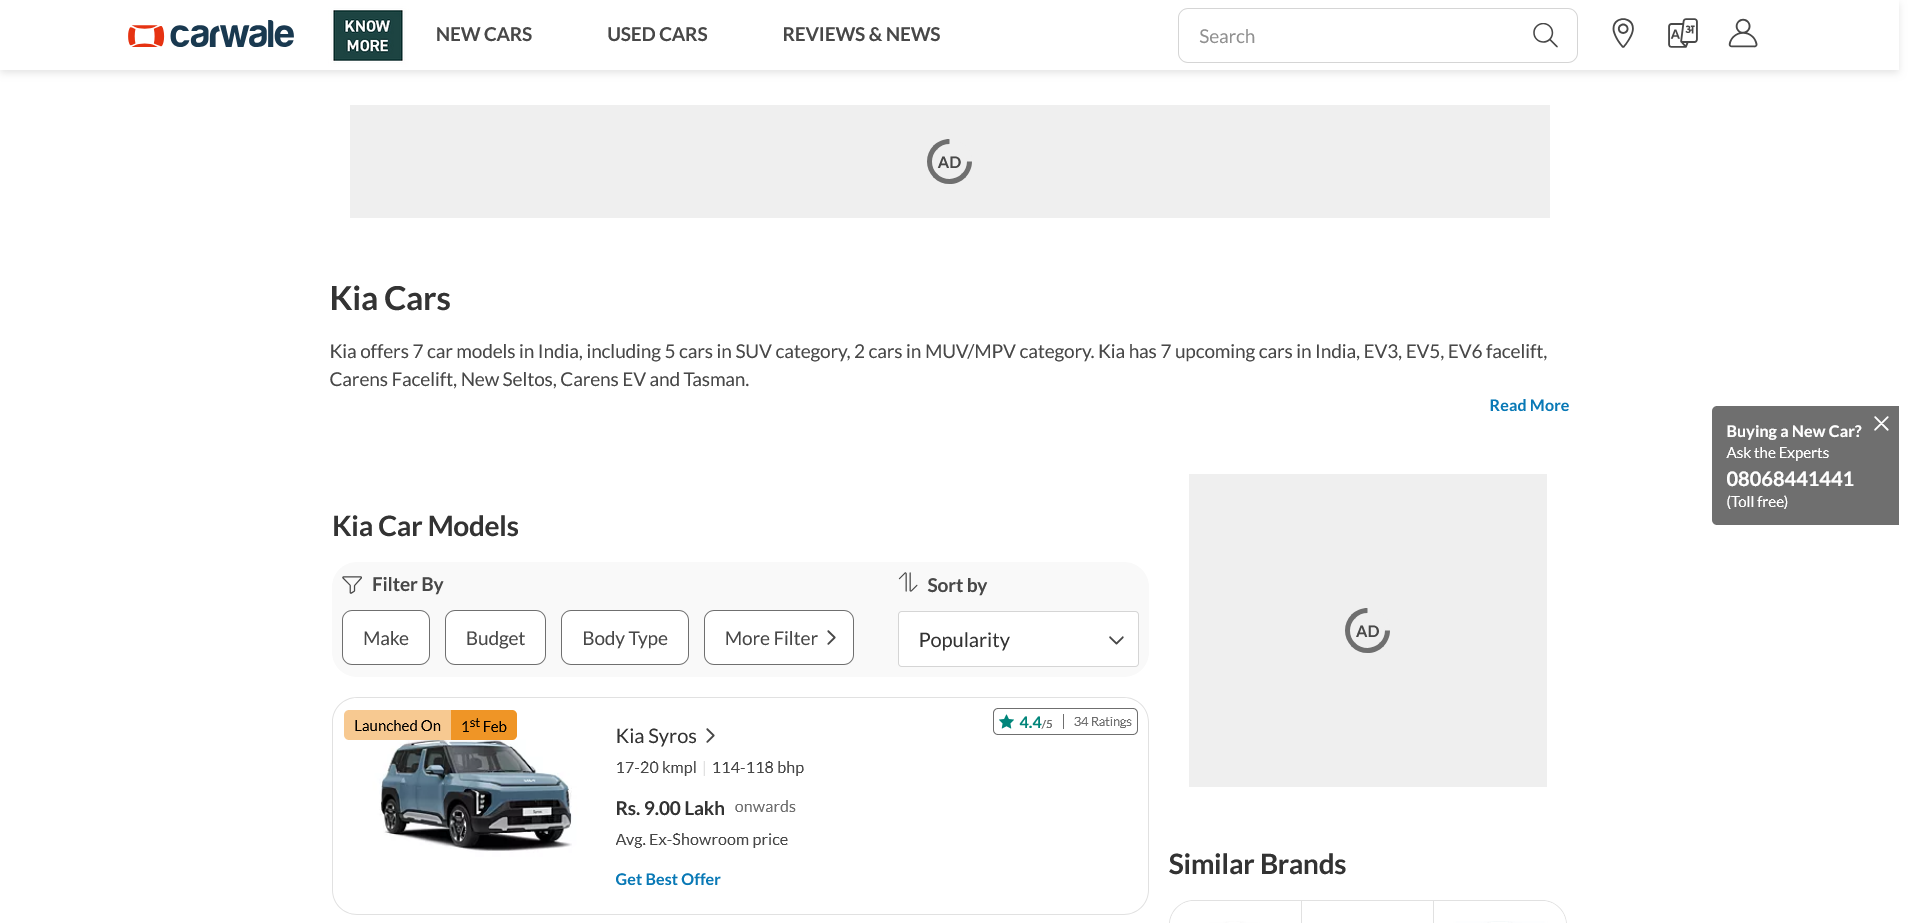 carwale
KNOW
MORE
NEW CARS
USED CARS
REVIEWS & NEWS
Search
A अ
AD
Kia Cars
Kia offers 7 car models in India, including 5 cars in SUV category, 2 cars in MUV/MPV category. Kia has 7 upcoming cars in India, EV3, EV5, EV6 facelift,
Carens Facelift, New Seltos, Carens EV and Tasman.
Read More
Buying a New Car?
Ask the Experts
08068441441
(Toll free)
Kia Car Models
Filter By
Make
Budget
Body Type
More Filter
Sort by
Popularity
AD
Launched On 1st Feb
4.4/5 | 34 Ratings
Kia Syros
17-20 kmpl | 114-118 bhp
Rs. 9.00 Lakh onwards
Avg. Ex-Showroom price
Get Best Offer
Similar Brands